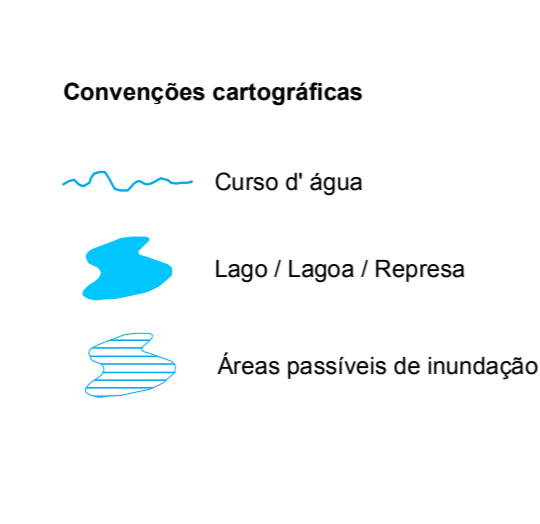 Convenções cartográficas
Curso d' água
Lago / Lagoa / Represa
Áreas passíveis de inundação